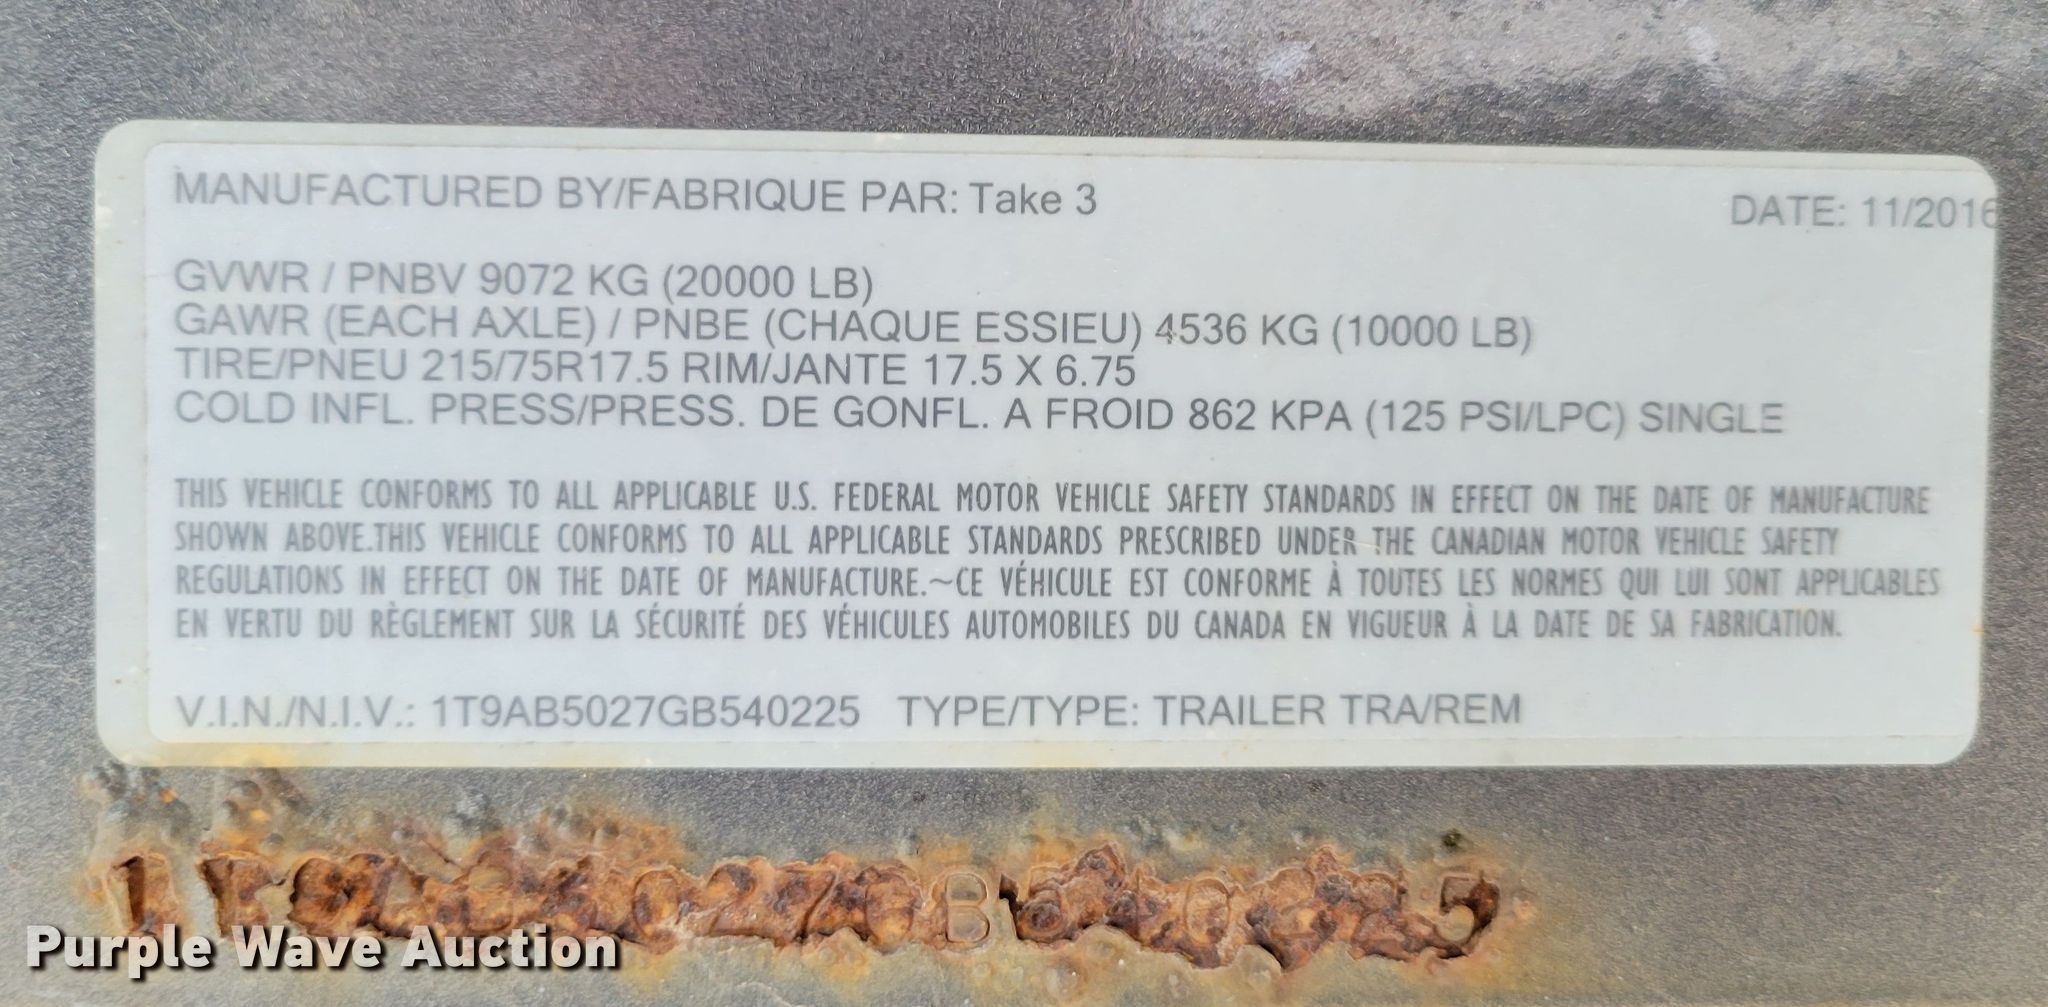 MANUFACTURED BY/FABRIQUE PAR: Take 3 DATE: 11/2016
GVWR / PNBV 9072 KG (20000 LB)
GAWR (EACH AXLE) / PNBE (CHAQUE ESSIEU) 4536 KG (10000 LB)
TIRE/PNEU 215/75R17.5 RIM/JANTE 17.5 X 6.75
COLD INFL. PRESS/PRESS. DE GONFL. A FROID 862 KPA (125 PSI/LPC) SINGLE
THIS VEHICLE CONFORMS TO ALL APPLICABLE U.S. FEDERAL MOTOR VEHICLE SAFETY STANDARDS IN EFFECT ON THE DATE OF MANUFACTURE
SHOWN ABOVE.THIS VEHICLE CONFORMS TO ALL APPLICABLE STANDARDS PRESCRIBED UNDER THE CANADIAN MOTOR VEHICLE SAFETY
REGULATIONS IN EFFECT ON THE DATE OF MANUFACTURE.~CE VÉHICULE EST CONFORME À TOUTES LES NORMES QUI LUI SONT APPLICABLES
EN VERTU DU RÈGLEMENT SUR LA SÉCURITÉ DES VÉHICULES AUTOMOBILES DU CANADA EN VIGUEUR À LA DATE DE SA FABRICATION.
V.I.N./N.I.V.: 1T9AB5027GB540225 TYPE/TYPE: TRAILER TRA/REM
Purple Wave Auction